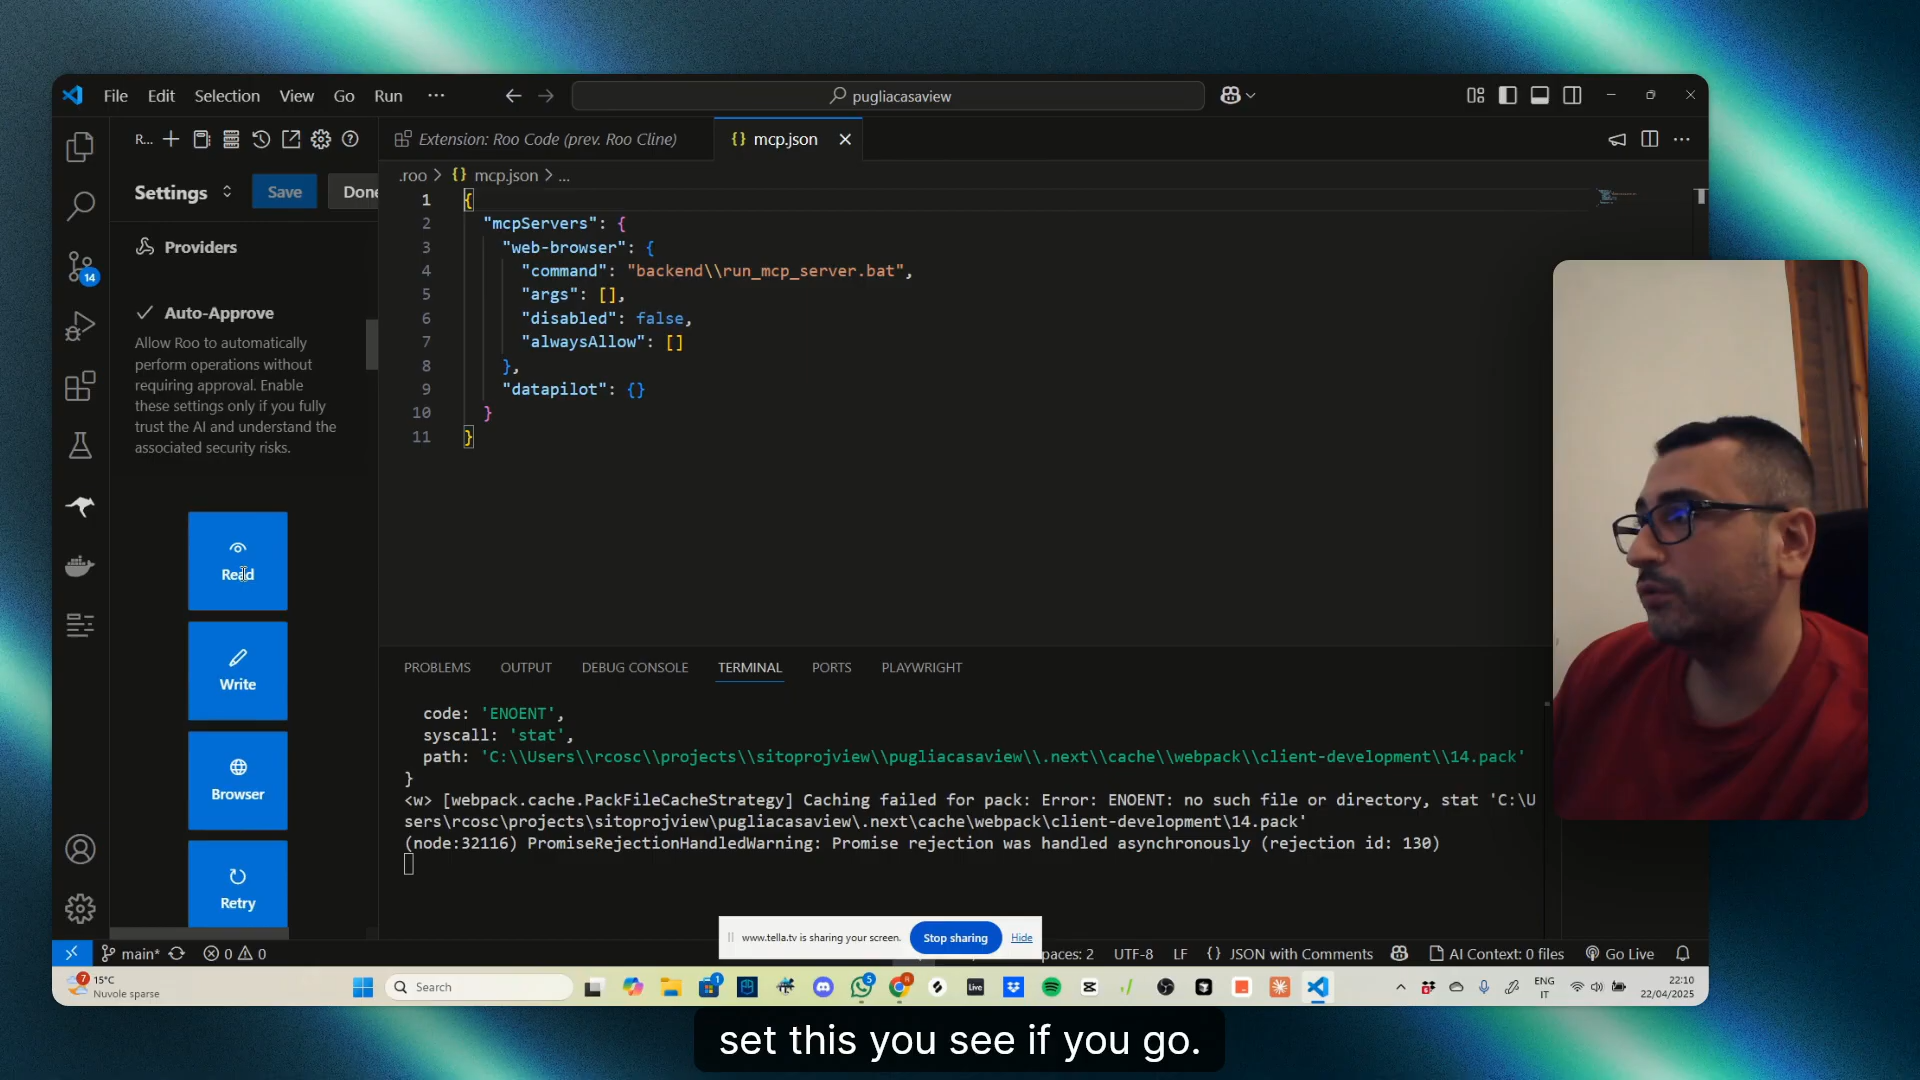 File Edit Selection View Go Run ···
pugliacasaview
R...
Extension: Roo Code (prev. Roo Cline)
{} mcp.json
Settings
Save
Done
.roo > {} mcp.json > ...
Providers
Auto-Approve
Allow Roo to automatically
perform operations without
requiring approval. Enable
these settings only if you fully
trust the AI and understand the
associated security risks.
Read
Write
Browser
Retry
1 {
2 "mcpServers": {
3 "web-browser": {
4 "command": "backend\\run_mcp_server.bat",
5 "args": [],
6 "disabled": false,
7 "alwaysAllow": []
8 },
9 "datapilot": {}
10 }
11 }
14
PROBLEMS OUTPUT DEBUG CONSOLE TERMINAL PORTS PLAYWRIGHT
code: 'ENOENT',
syscall: 'stat',
path: 'C:\\Users\\rcosc\\projects\\sitoprojview\\pugliacasaview\\.next\\cache\\webpack\\client-development\\14.pack'
}
<w> [webpack.cache.PackFileCacheStrategy] Caching failed for pack: Error: ENOENT: no such file or directory, stat 'C:\U
sers\rcosc\projects\sitoprojview\pugliacasaview\.next\cache\webpack\client-development\14.pack'
(node:32116) PromiseRejectionHandledWarning: Promise rejection was handled asynchronously (rejection id: 130)
www.tella.tv is sharing your screen.
Stop sharing
Hide
main* 0 0
paces: 2 UTF-8 LF {} JSON with Comments AI Context: 0 files Go Live
7
15°C
Nuvole sparse
Search
1
5
Live
ENG
IT
22:10
22/04/2025
set this you see if you go.